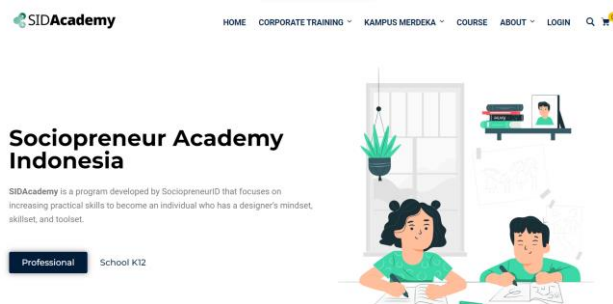 SIDAcademy
HOME CORPORATE TRAINING KAMPUS MERDEKA COURSE ABOUT LOGIN
Sociopreneur Academy
Indonesia
SIDAcademy is a program developed by SociopreneurID that focuses on
increasing practical skills to become an individual who has a designer's mindset,
skillset, and toolset.
Professional School K12